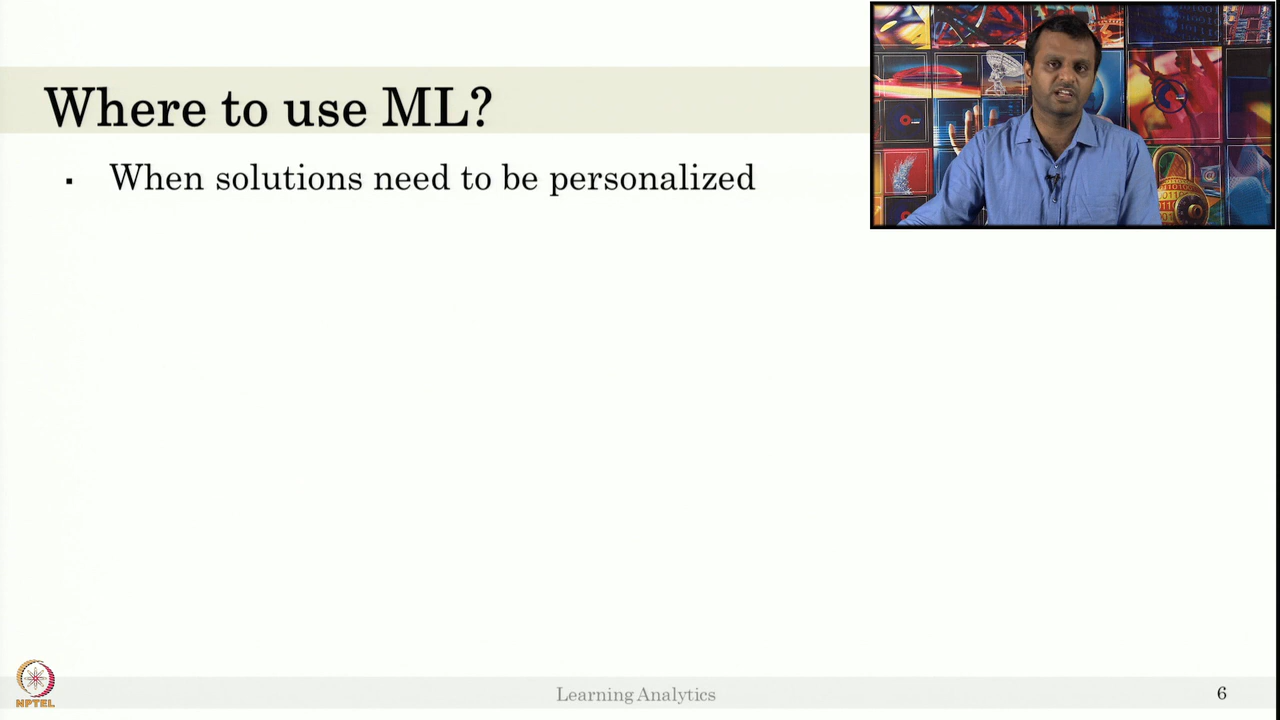 Where to use ML?
▪ When solutions need to be personalized
NPTEL
Learning Analytics
6